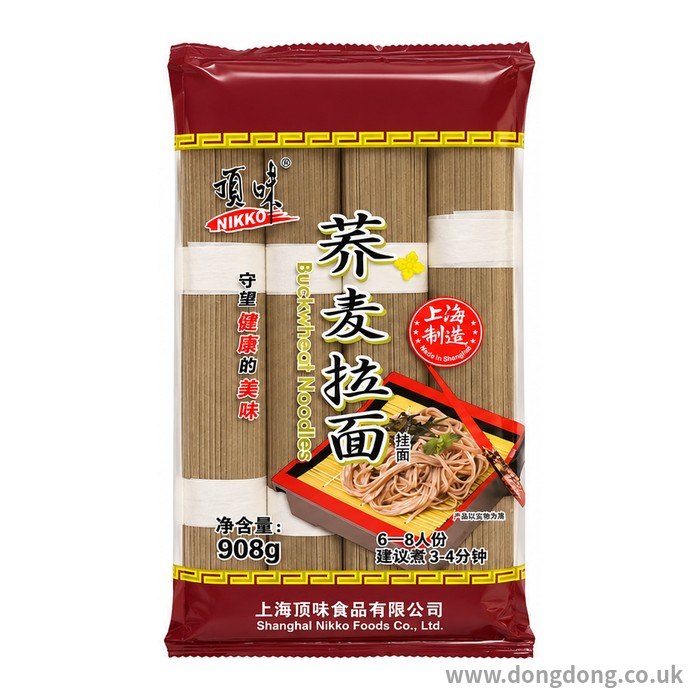 顶味®
NIKKO
守望健康的美味
荞麦拉面
Buckwheat Noodles
挂面
上海
制造
Made in Shanghai
产品以实物为准
净含量：
908g
6—8人份
建议煮 3-4分钟
上海顶味食品有限公司
Shanghai Nikko Foods Co., Ltd.
www.dongdong.co.uk